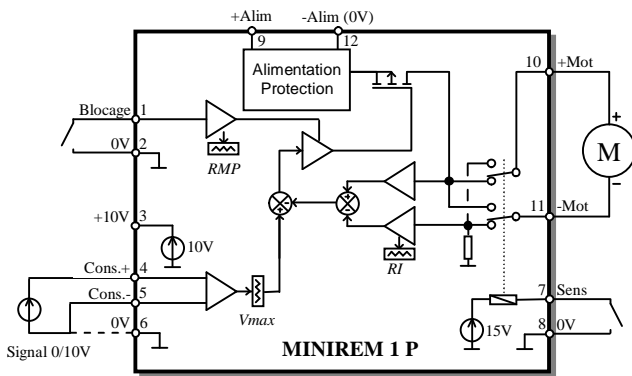 +Alim -Alim (0V)
9 12
Alimentation
Protection
10 +Mot
Blocage 1
0V
2
RMP
+
M
−
11 -Mot
+10V 3
10V
RI
Cons.+ 4
Cons.- 5
Vmax
0V 6
Signal 0/10V
7 Sens
15V
8 0V
MINIREM 1 P